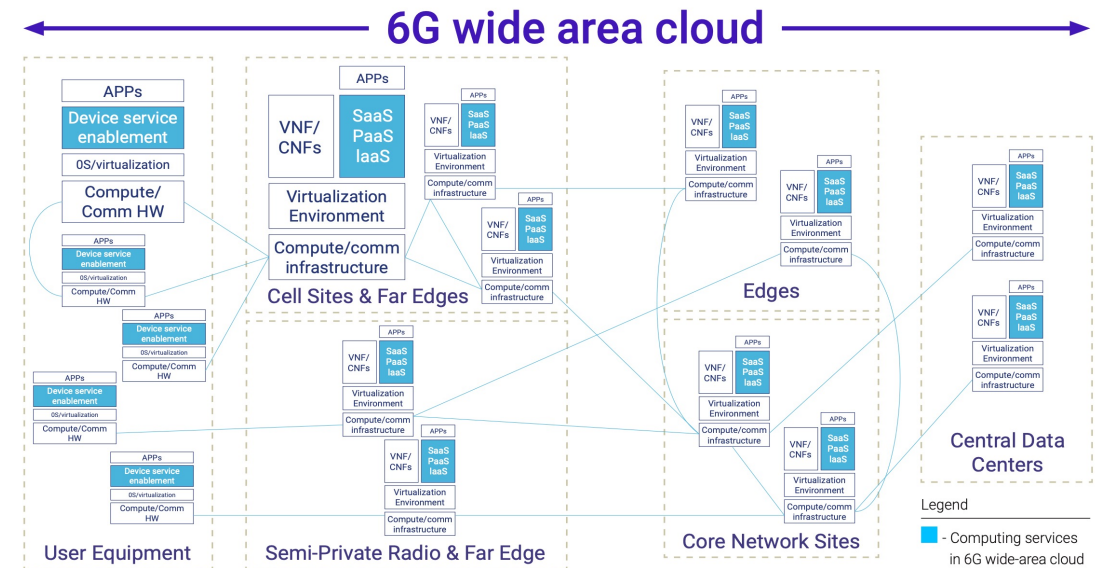 6G wide area cloud
APPs
Device service
enablement
0S/virtualization
Compute/
Comm HW
APPs
Device service
enablement
0S/virtualization
Compute/Comm
HW
APPs
Device service
enablement
0S/virtualization
Compute/Comm
HW
APPs
Device service
enablement
0S/virtualization
Compute/Comm
HW
APPs
Device service
enablement
0S/virtualization
Compute/Comm
HW
User Equipment
APPs
VNF/
CNFs
SaaS
PaaS
IaaS
Virtualization
Environment
Compute/comm
infrastructure
APPs
VNF/
CNFs
SaaS
PaaS
IaaS
Virtualization
Environment
Compute/comm
infrastructure
APPs
VNF/
CNFs
SaaS
PaaS
IaaS
Virtualization
Environment
Compute/comm
infrastructure
Cell Sites & Far Edges
APPs
VNF/
CNFs
SaaS
PaaS
IaaS
Virtualization
Environment
Compute/comm
infrastructure
APPs
VNF/
CNFs
SaaS
PaaS
IaaS
Virtualization
Environment
Compute/comm
infrastructure
Semi-Private Radio & Far Edge
APPs
VNF/
CNFs
SaaS
PaaS
IaaS
Virtualization
Environment
Compute/comm
infrastructure
APPs
VNF/
CNFs
SaaS
PaaS
IaaS
Virtualization
Environment
Compute/comm
infrastructure
Edges
APPs
VNF/
CNFs
SaaS
PaaS
IaaS
Virtualization
Environment
Compute/comm
infrastructure
APPs
VNF/
CNFs
SaaS
PaaS
IaaS
Virtualization
Environment
Compute/comm
infrastructure
Core Network Sites
APPs
VNF/
CNFs
SaaS
PaaS
IaaS
Virtualization
Environment
Compute/comm
infrastructure
APPs
VNF/
CNFs
SaaS
PaaS
IaaS
Virtualization
Environment
Compute/comm
infrastructure
Central Data
Centers
Legend
- Computing services
in 6G wide-area cloud